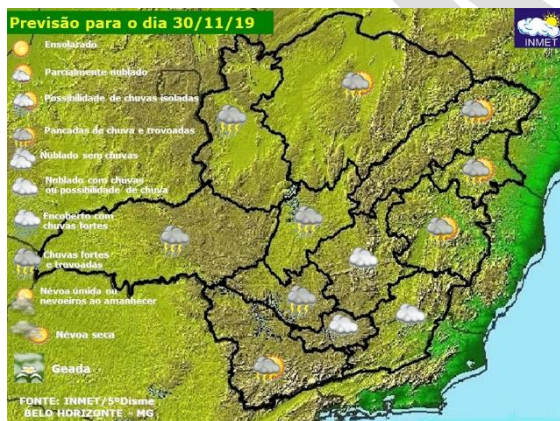 Previsão para o dia 30/11/19
INMET
Ensolarado
Parcialmente nublado
Possibilidade de chuvas isoladas
Pancadas de chuva e trovoadas
Nublado sem chuvas
Nublado com chuvas
ou possibilidade de chuva
Encoberto com
chuvas fortes
Chuvas fortes
e trovoadas
Névoa úmida ou
nevoeiros ao amanhecer
Névoa seca
Geada
FONTE: INMET/5ºDisme
BELO HORIZONTE - MG